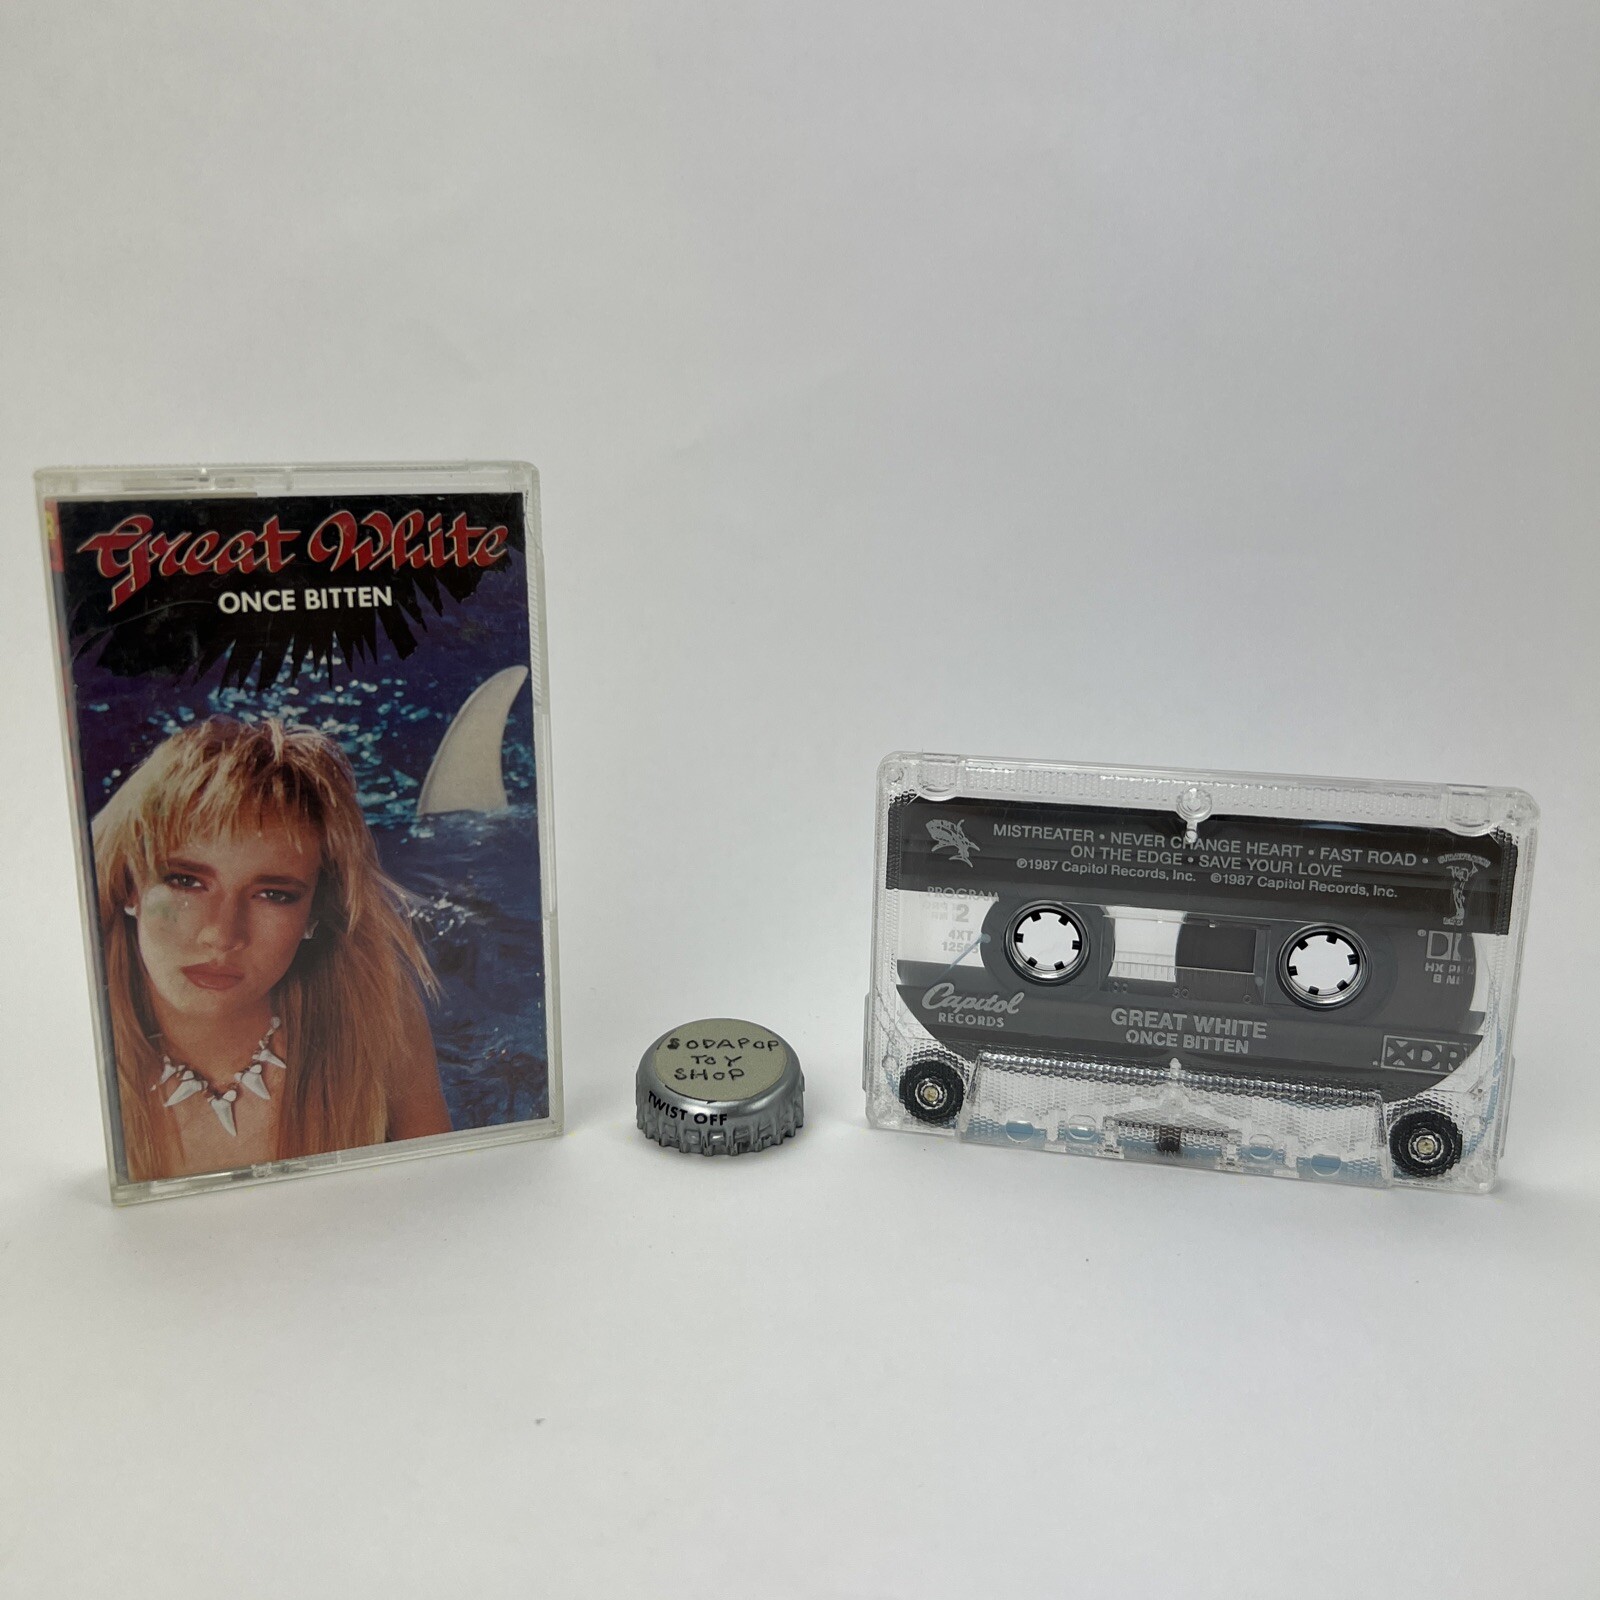 Great White
ONCE BITTEN
SODAPOP
TOY
SHOP
TWIST OFF
MISTREATER • NEVER CHANGE HEART • FAST ROAD •
ON THE EDGE • SAVE YOUR LOVE
℗1987 Capitol Records, Inc. ©1987 Capitol Records, Inc.
PROGRAM
2
4XT
HX
B
Capitol
RECORDS
GREAT WHITE
ONCE BITTEN
XDR